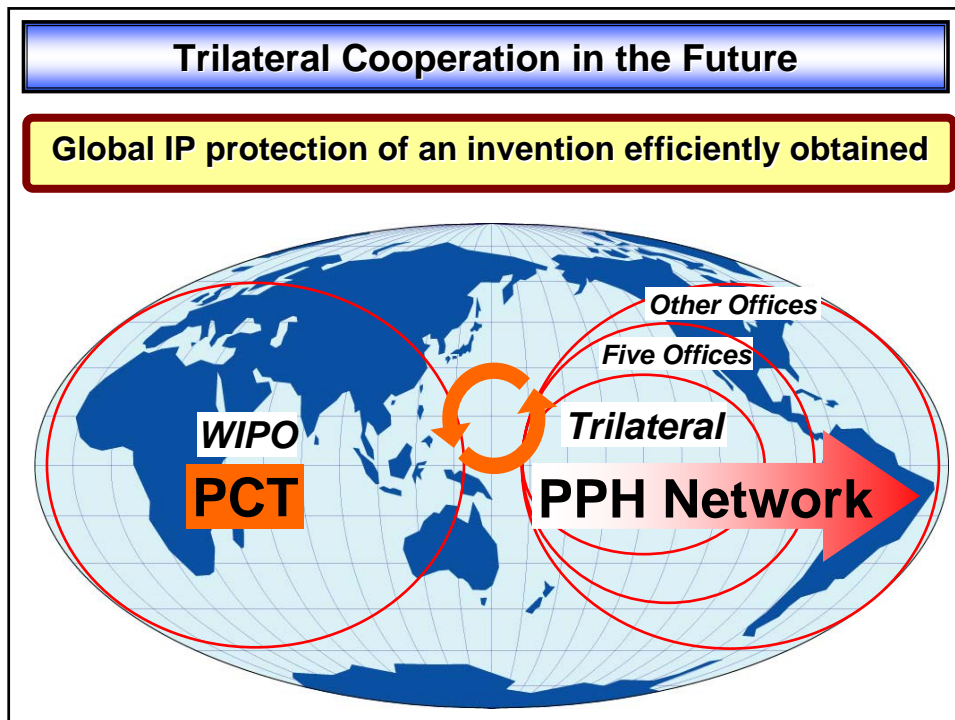 Trilateral Cooperation in the Future
Global IP protection of an invention efficiently obtained
Other Offices
Five Offices
WIPO
Trilateral
PCT
PPH Network